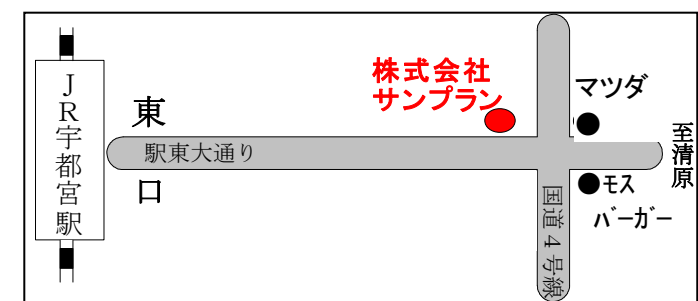 JR宇都宮駅
東
口
駅東大通り
株式会社
サンプラン
マツダ
至清原
モス
バーガー
国道4号線